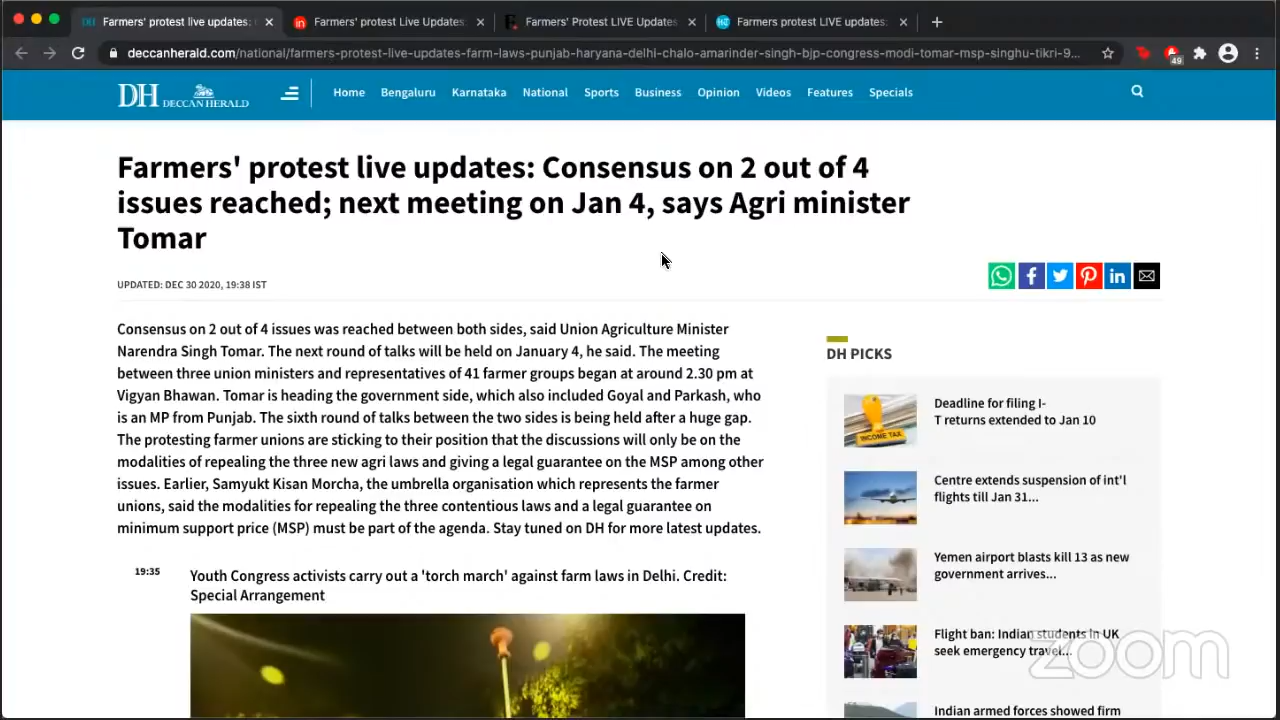 Farmers' protest live updates:
Farmers' protest Live Updates:
Farmers' Protest LIVE Updates
Farmers protest LIVE updates:
deccanherald.com/national/farmers-protest-live-updates-farm-laws-punjab-haryana-delhi-chalo-amarinder-singh-bjp-congress-modi-tomar-msp-singhu-tikri-9...
49
DH DECCAN HERALD
Home Bengaluru Karnataka National Sports Business Opinion Videos Features Specials
Farmers' protest live updates: Consensus on 2 out of 4
issues reached; next meeting on Jan 4, says Agri minister
Tomar
UPDATED: DEC 30 2020, 19:38 IST
Consensus on 2 out of 4 issues was reached between both sides, said Union Agriculture Minister
Narendra Singh Tomar. The next round of talks will be held on January 4, he said. The meeting
between three union ministers and representatives of 41 farmer groups began at around 2.30 pm at
Vigyan Bhawan. Tomar is heading the government side, which also included Goyal and Parkash, who
is an MP from Punjab. The sixth round of talks between the two sides is being held after a huge gap.
The protesting farmer unions are sticking to their position that the discussions will only be on the
modalities of repealing the three new agri laws and giving a legal guarantee on the MSP among other
issues. Earlier, Samyukt Kisan Morcha, the umbrella organisation which represents the farmer
unions, said the modalities for repealing the three contentious laws and a legal guarantee on
minimum support price (MSP) must be part of the agenda. Stay tuned on DH for more latest updates.
19:35
Youth Congress activists carry out a 'torch march' against farm laws in Delhi. Credit:
Special Arrangement
DH PICKS
INCOME TAX
Deadline for filing I-
T returns extended to Jan 10
Centre extends suspension of int'l
flights till Jan 31...
Yemen airport blasts kill 13 as new
government arrives...
Flight ban: Indian students in UK
seek emergency travel...
Indian armed forces showed firm
zoom